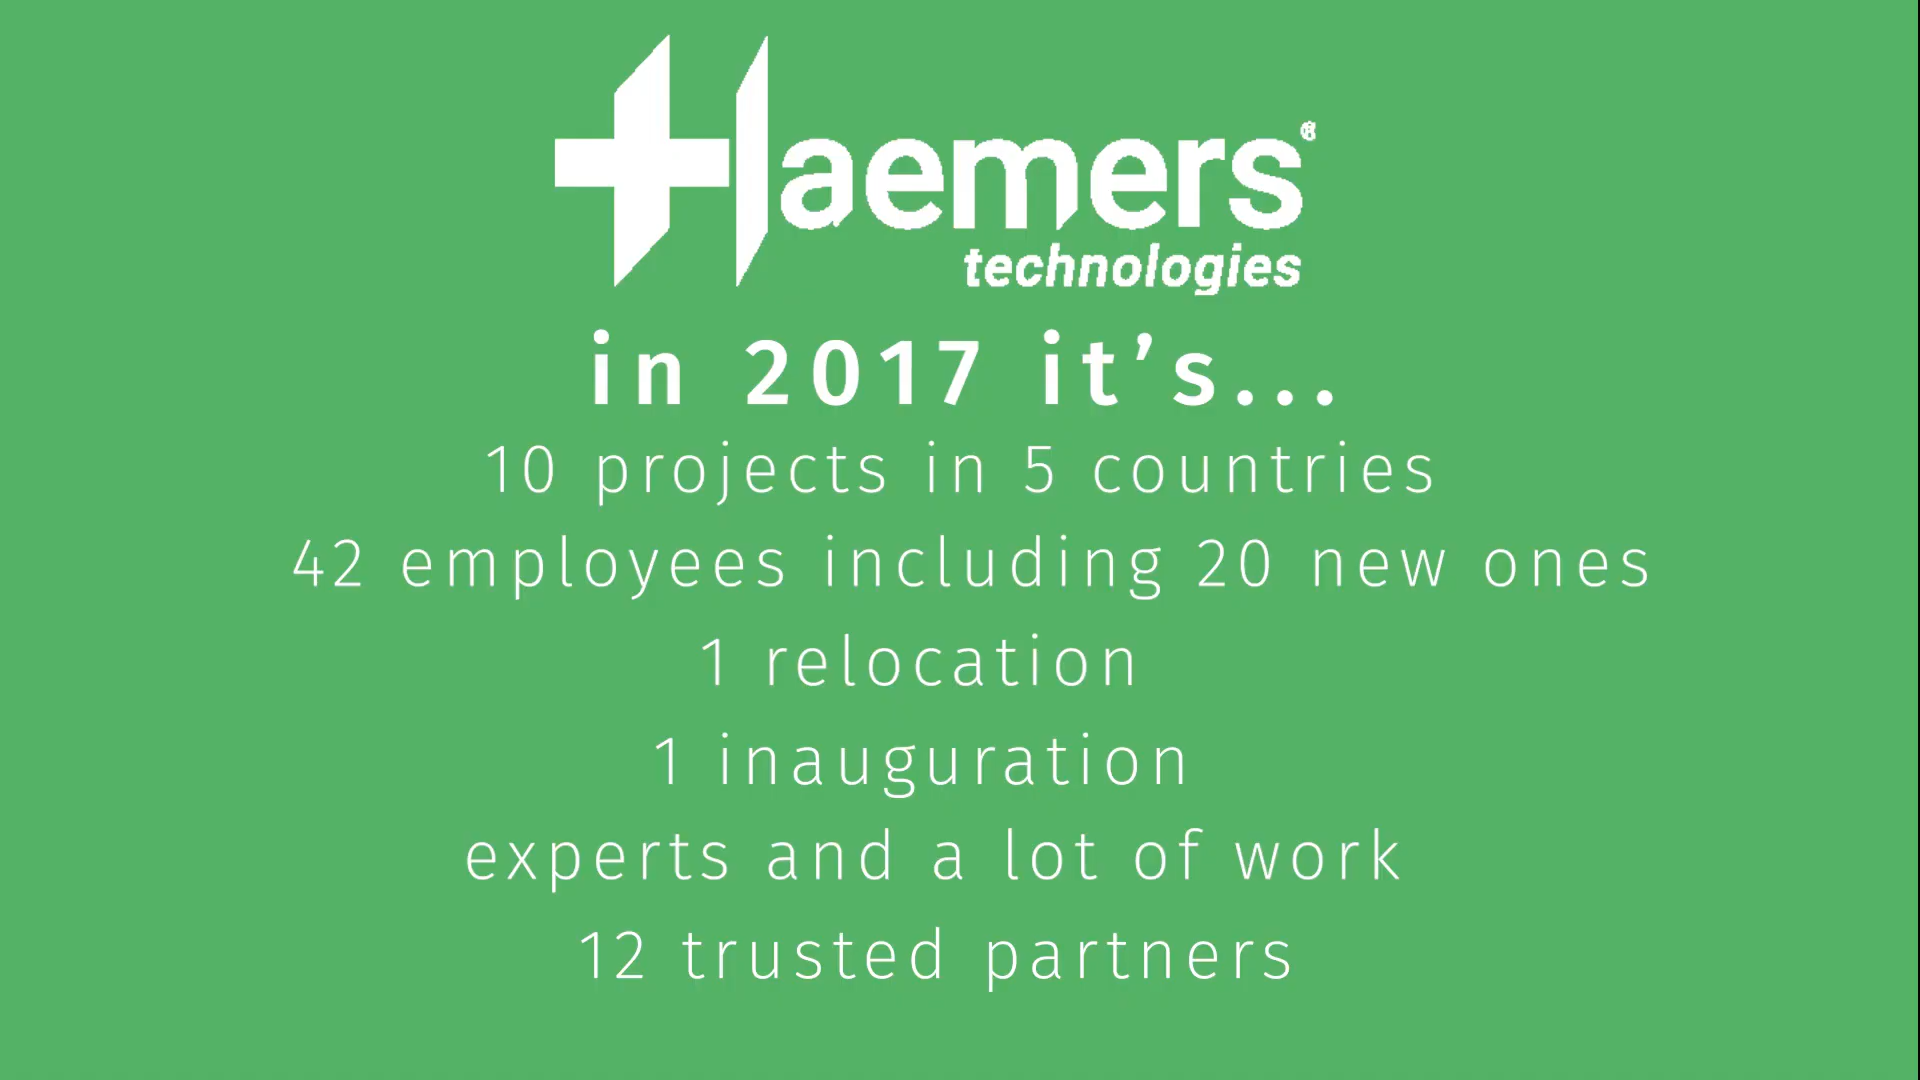 Haemers®
technologies
in 2017 it's...
10 projects in 5 countries
42 employees including 20 new ones
1 relocation
1 inauguration
experts and a lot of work
12 trusted partners